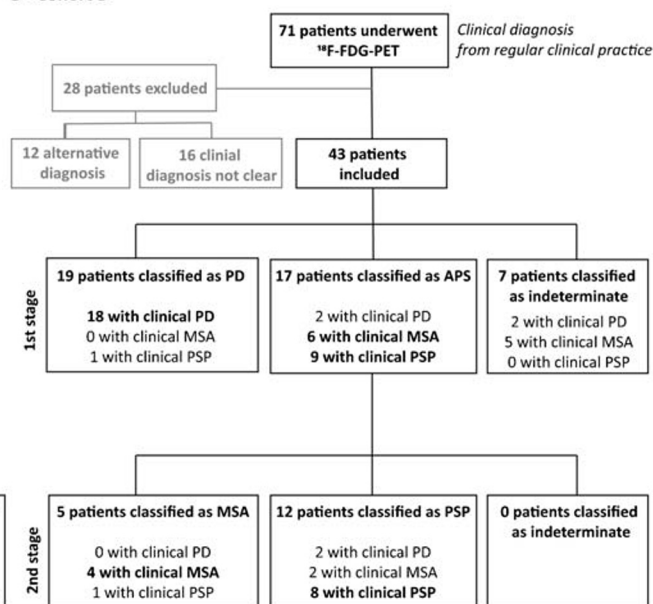 71 patients underwent
¹⁸F-FDG-PET
Clinical diagnosis
from regular clinical practice
28 patients excluded
12 alternative
diagnosis
16 clinial
diagnosis not clear
43 patients
included
1st stage
19 patients classified as PD
18 with clinical PD
0 with clinical MSA
1 with clinical PSP
17 patients classified as APS
2 with clinical PD
6 with clinical MSA
9 with clinical PSP
7 patients classified
as indeterminate
2 with clinical PD
5 with clinical MSA
0 with clinical PSP
2nd stage
5 patients classified as MSA
0 with clinical PD
4 with clinical MSA
1 with clinical PSP
12 patients classified as PSP
2 with clinical PD
2 with clinical MSA
8 with clinical PSP
0 patients classified
as indeterminate